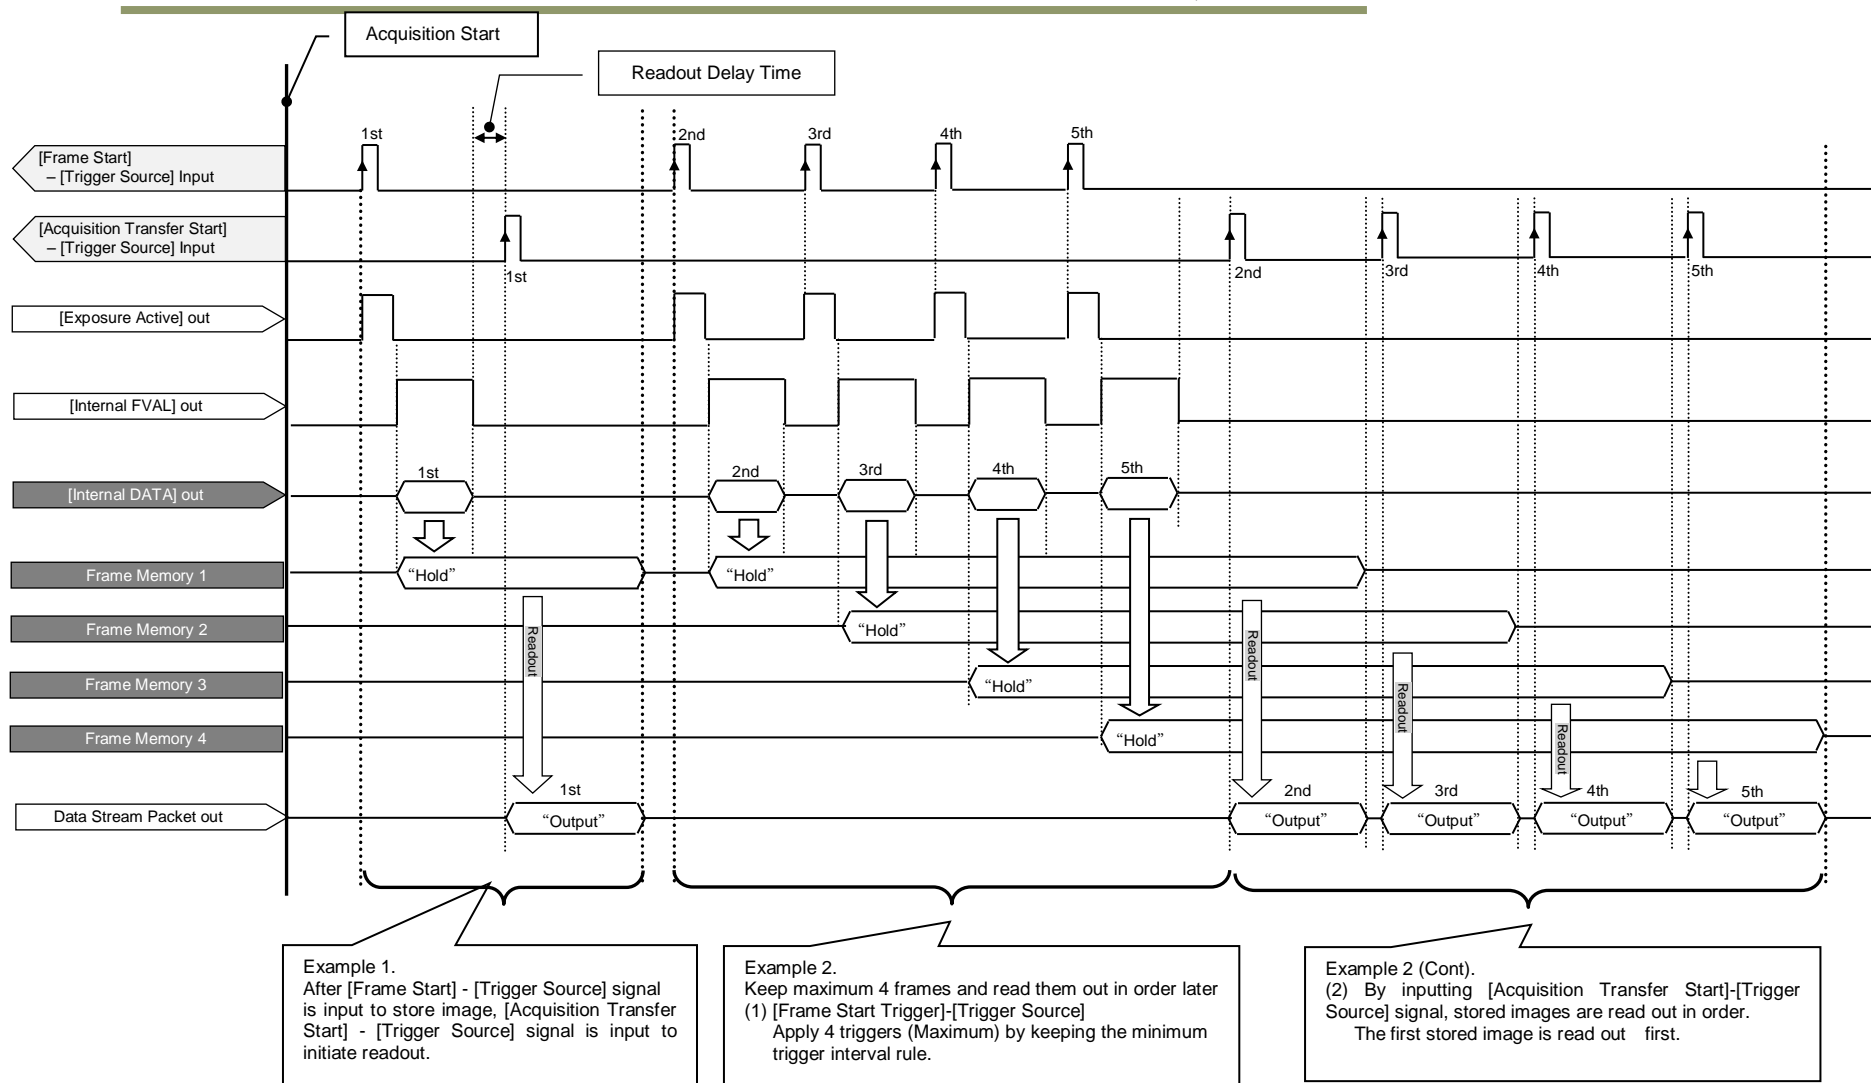 Acquisition Start
Readout Delay Time
1st
2nd
3rd
4th
5th
[Frame Start]
– [Trigger Source] Input
[Acquisition Transfer Start]
– [Trigger Source] Input
1st
2nd
3rd
4th
5th
[Exposure Active] out
[Internal FVAL] out
1st
2nd
3rd
4th
5th
[Internal DATA] out
Frame Memory 1
“Hold”
“Hold”
Frame Memory 2
“Hold”
Frame Memory 3
“Hold”
Frame Memory 4
“Hold”
Readout
Readout
Readout
Readout
1st
2nd
3rd
4th
5th
Data Stream Packet out
“Output”
“Output”
“Output”
“Output”
“Output”
Example 1.
After [Frame Start] - [Trigger Source] signal
is input to store image, [Acquisition Transfer
Start] - [Trigger Source] signal is input to
initiate readout.
Example 2.
Keep maximum 4 frames and read them out in order later
(1) [Frame Start Trigger]-[Trigger Source]
Apply 4 triggers (Maximum) by keeping the minimum
trigger interval rule.
Example 2 (Cont).
(2) By inputting [Acquisition Transfer Start]-[Trigger
Source] signal, stored images are read out in order.
The first stored image is read out first.